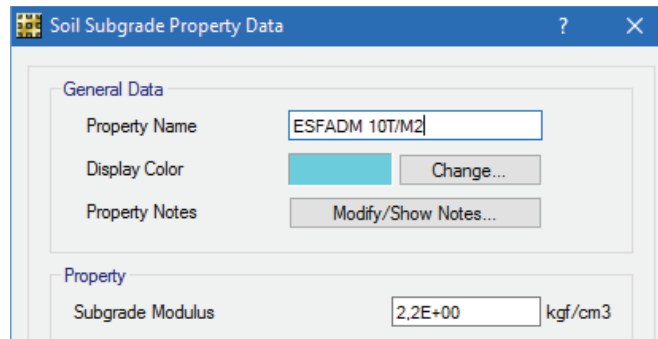 Soil Subgrade Property Data ? ×
General Data
Property Name ESFADM 10T/M2
Display Color Change...
Property Notes Modify/Show Notes...
Property
Subgrade Modulus 2,2E+00 kgf/cm3